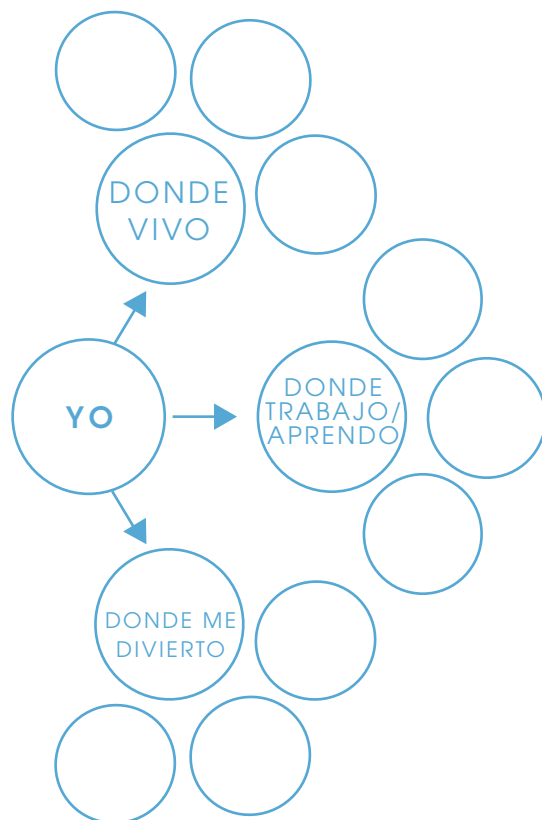 DONDE
VIVO
YO
DONDE
TRABAJO/
APRENDO
DONDE ME
DIVIERTO